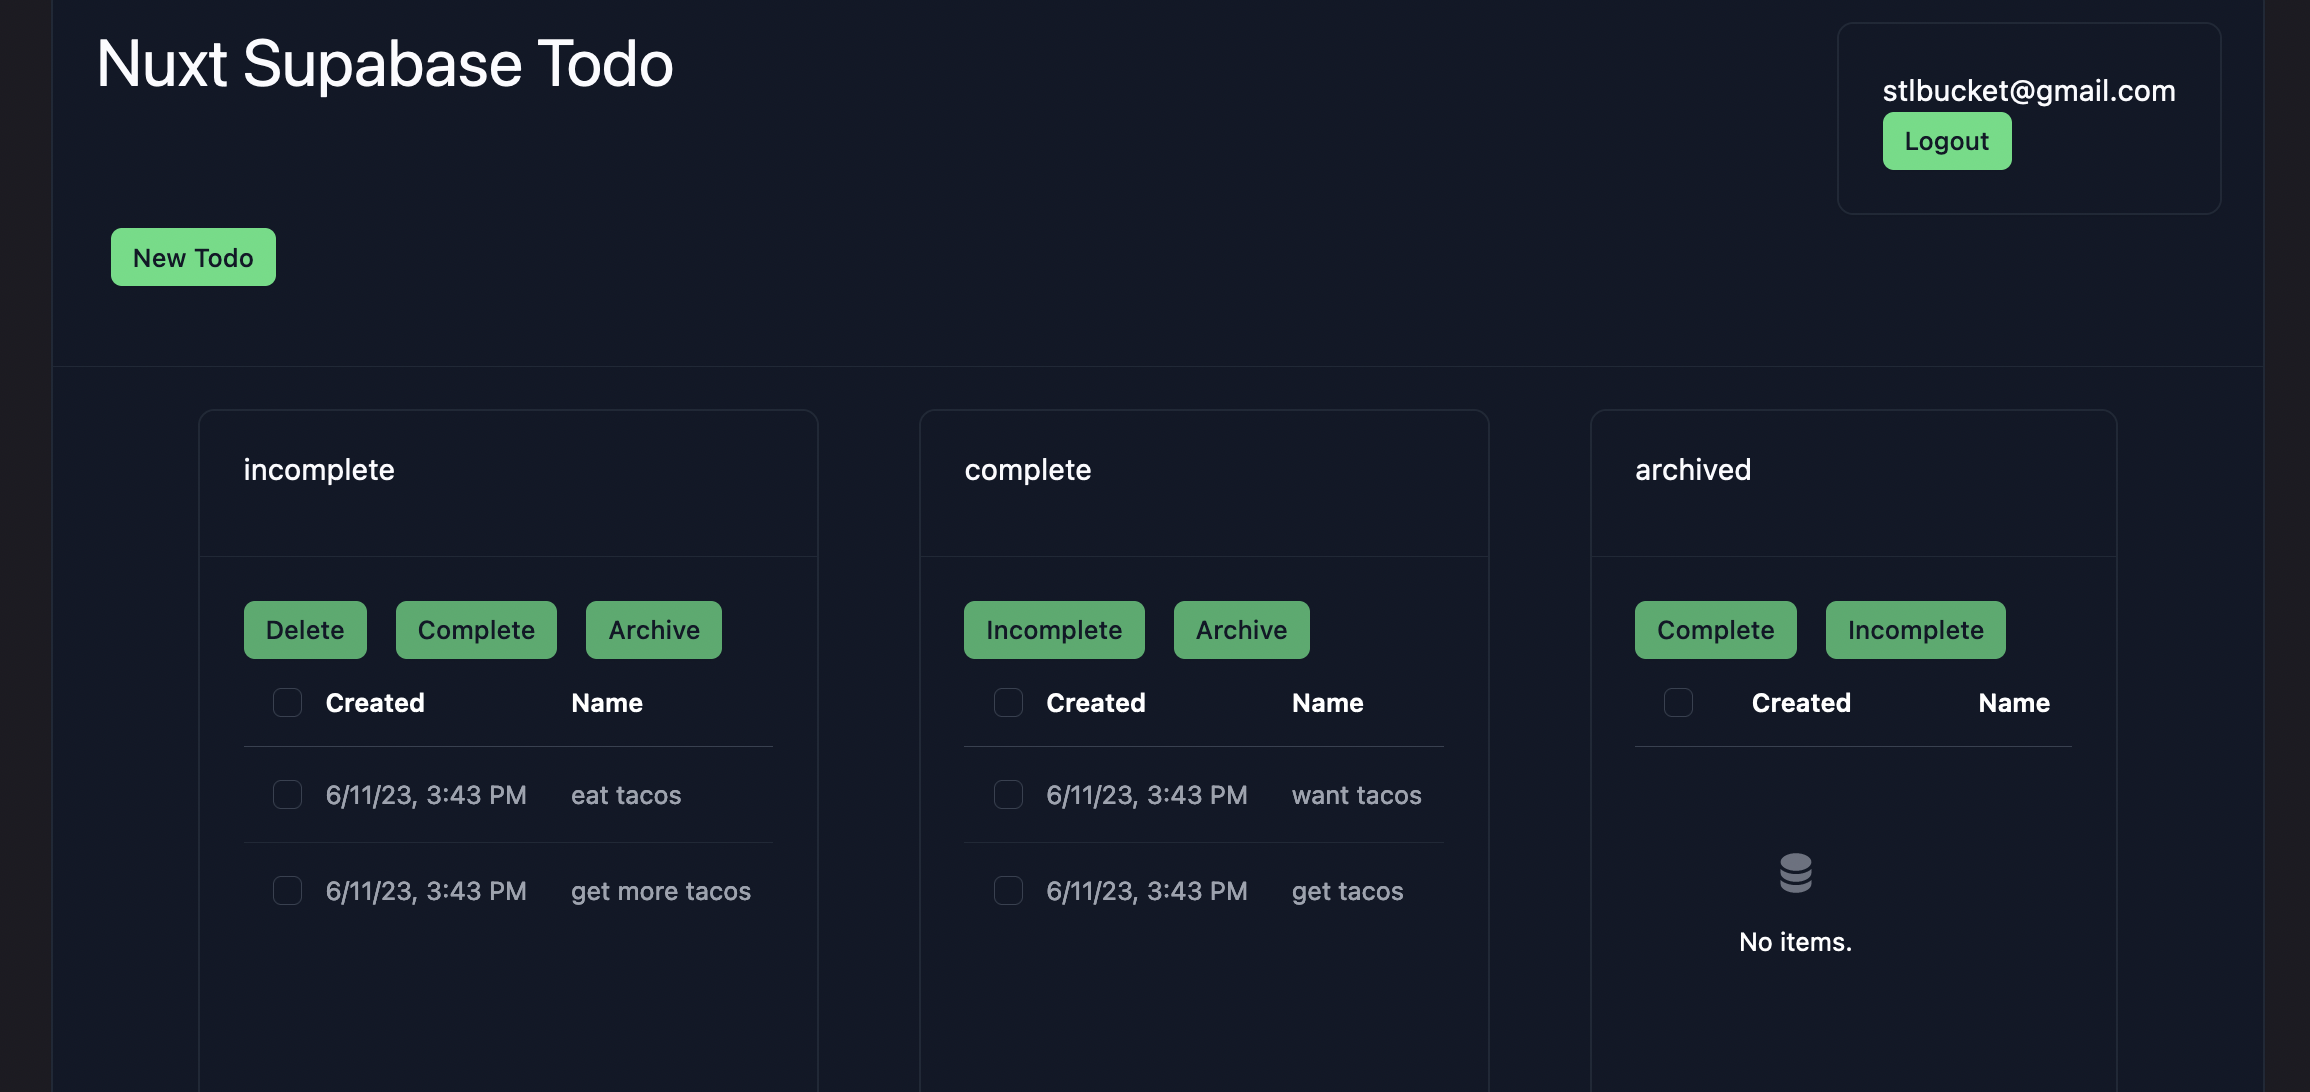 Nuxt Supabase Todo
stlbucket@gmail.com
Logout
New Todo
incomplete
Delete Complete Archive
Created Name
6/11/23, 3:43 PM eat tacos
6/11/23, 3:43 PM get more tacos
complete
Incomplete Archive
Created Name
6/11/23, 3:43 PM want tacos
6/11/23, 3:43 PM get tacos
archived
Complete Incomplete
Created Name
No items.